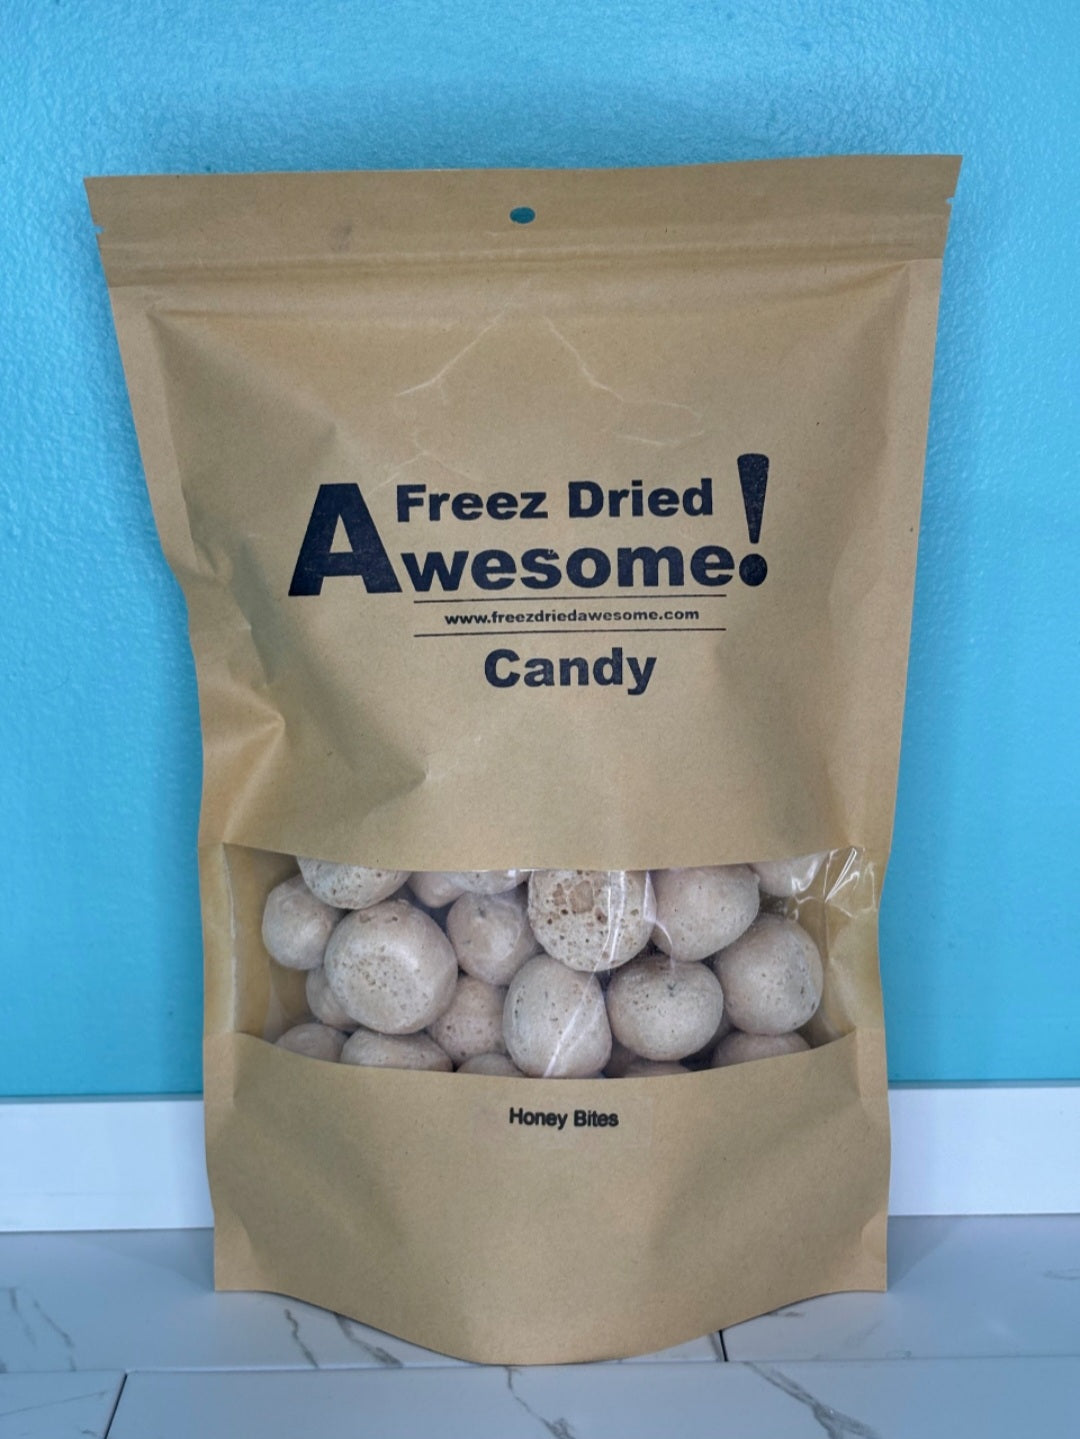 Freez Dried
Awesome!
www.freezdriedawesome.com
Candy
Honey Bites